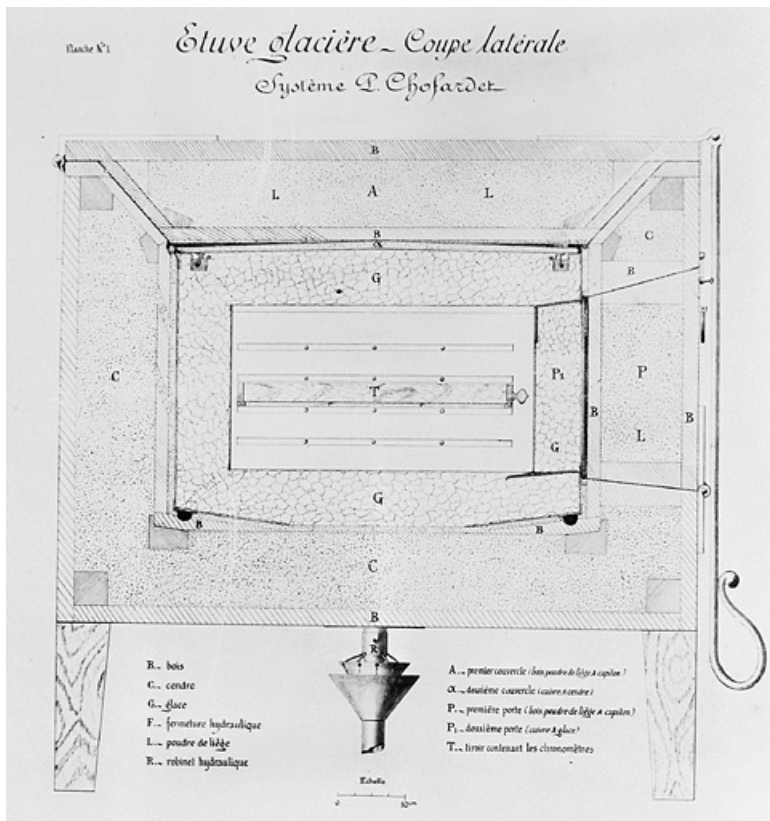 Planche N° 1.
Etuve glacière - Coupe latérale
Système P. Chofardet
B
L A L
B
α
C
G
B
C
P₁
P
T
B
B
G
L
G
B
B
C
B
R
B... bois
C... cendre
G... glace
F... fermeture hydraulique
L... poudre de liège
R... robinet hydraulique
A... premier couvercle (bois poudre de liège & capiton)
α... deuxième couvercle (cuivre & cendre)
P... première porte (bois poudre de liège & capiton)
P₁... deuxième porte (cuivre & glace)
T... tiroir contenant les chronomètres
Echelle
0 10cm